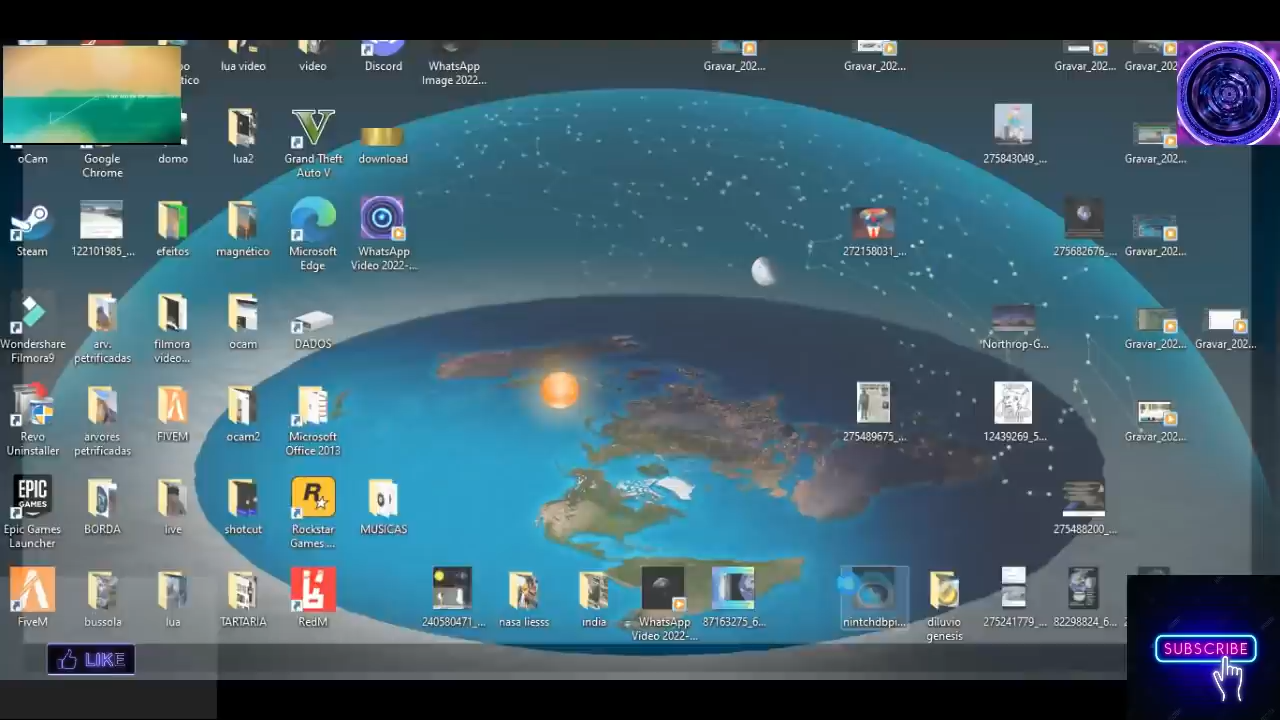 lua video
video
Discord
WhatsApp
Image 2022...
Gravar_202...
Gravar_202...
Gravar_202...
Gravar_202...
oCam
Google
Chrome
domo
lua2
Grand Theft
Auto V
download
275843049_...
Gravar_202...
Steam
122101985_...
efeitos
magnético
Microsoft
Edge
WhatsApp
Video 2022-...
272158031_...
275682676_...
Gravar_202...
Wondershare
Filmora9
arv.
petrificadas
filmora
video...
ocam
DADOS
'Northrop-G...
Gravar_202...
Gravar_202...
Revo
Uninstaller
arvores
petrificadas
FIVEM
ocam2
Microsoft
Office 2013
275489675_...
12439269_5...
Gravar_202...
EPIC
GAMES
Epic Games
Launcher
BORDA
live
shotcut
Rockstar
Games ...
MUSICAS
275488200_...
FiveM
bussola
lua
TARTARIA
RedM
240580471_...
nasa liesss
india
WhatsApp
Video 2022-...
87163275_6...
nintchdbpi...
diluvio
genesis
275241779_...
82298824_6...
LIKE
SUBSCRIBE